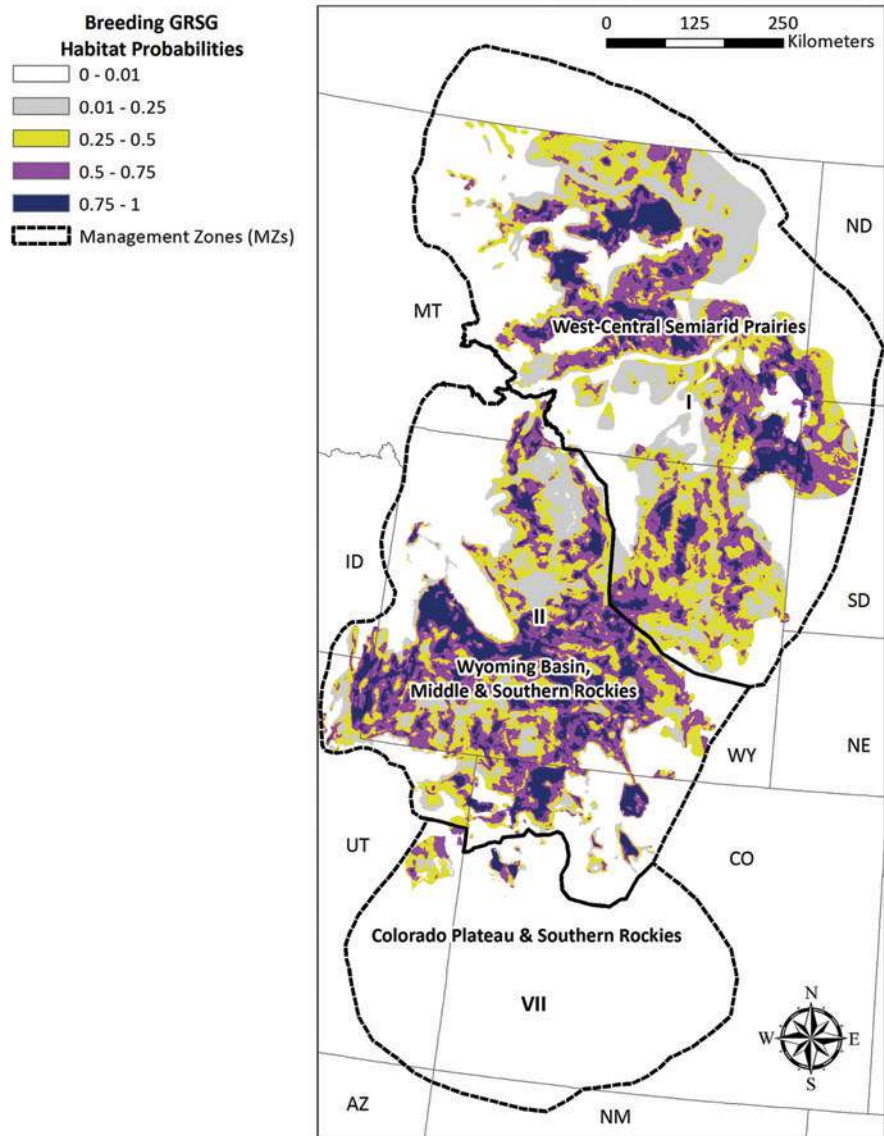 Breeding GRSG
Habitat Probabilities
0 - 0.01
0.01 - 0.25
0.25 - 0.5
0.5 - 0.75
0.75 - 1
Management Zones (MZs)
0 125 250
Kilometers
ND
MT
West-Central Semiarid Prairies
I
ID
SD
II
Wyoming Basin,
Middle & Southern Rockies
WY
NE
UT
CO
Colorado Plateau & Southern Rockies
VII
N
W E
S
AZ
NM